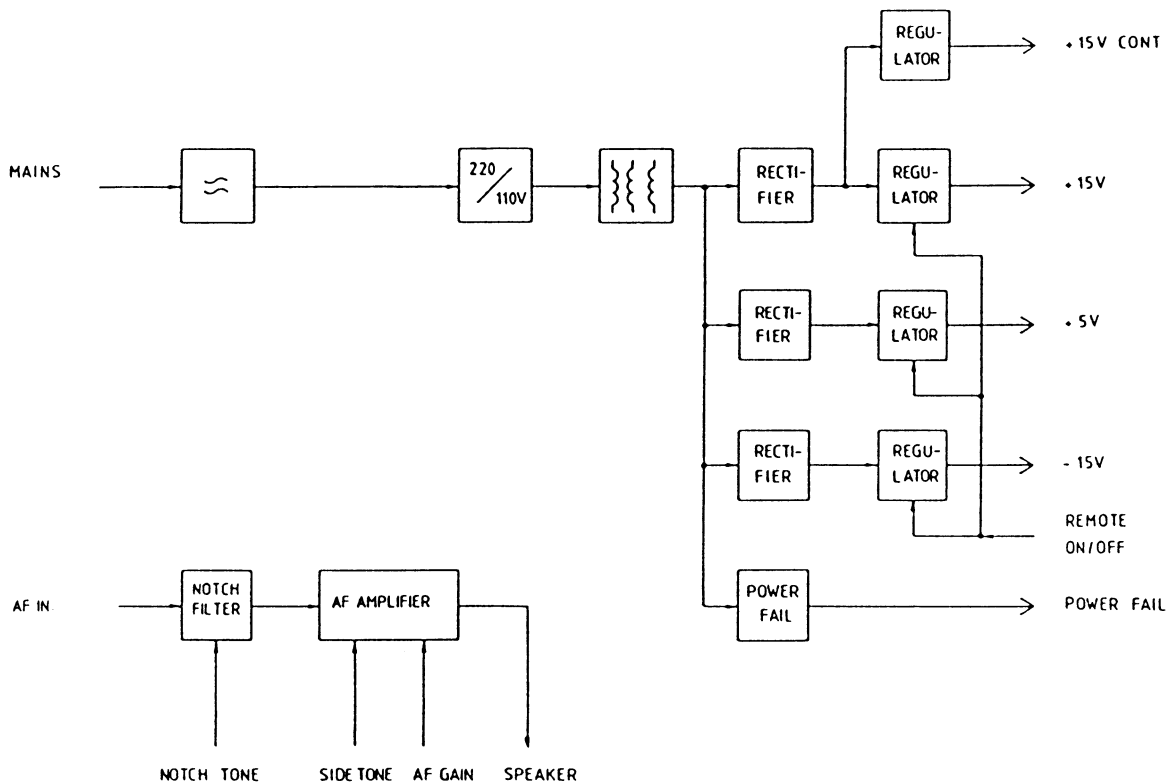 REGU-
LATOR
+15V CONT
MAINS
220
110V
RECTI-
FIER
REGU-
LATOR
+15V
RECTI-
FIER
REGU-
LATOR
+5V
RECTI-
FIER
REGU-
LATOR
-15V
REMOTE
ON/OFF
AF IN
NOTCH
FILTER
AF AMPLIFIER
POWER
FAIL
POWER FAIL
NOTCH TONE
SIDETONE
AF GAIN
SPEAKER